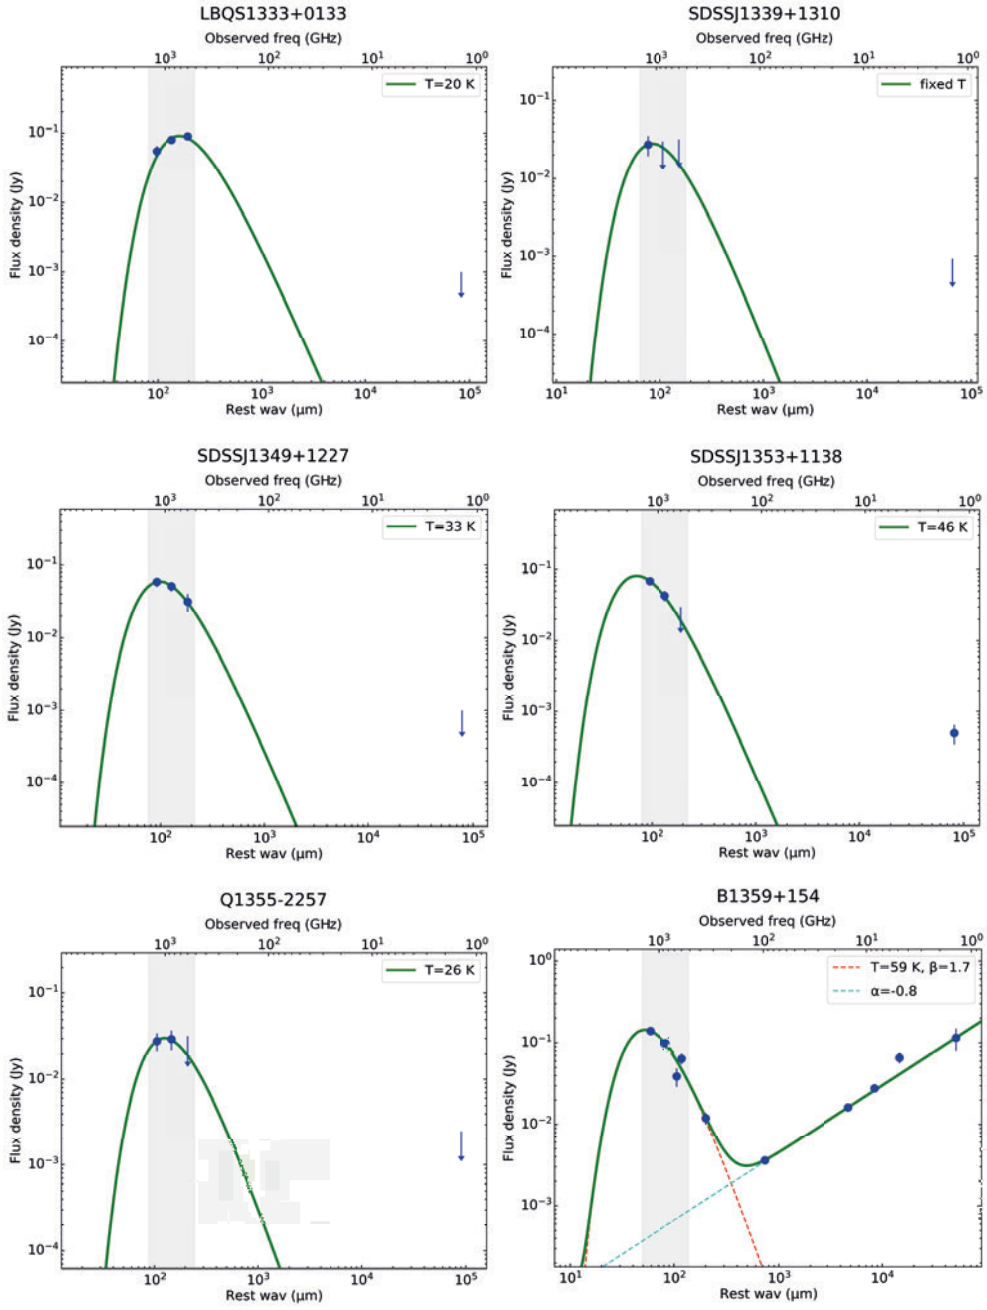 LBQS1333+0133
Observed freq (GHz)
10³ 10² 10¹ 10⁰
T=20 K
Flux density (Jy)
10⁻¹
10⁻²
10⁻³
10⁻⁴
10² 10³ 10⁴ 10⁵
Rest wav (μm)
SDSSJ1339+1310
Observed freq (GHz)
10³ 10² 10¹ 10⁰
fixed T
Flux density (Jy)
10⁻¹
10⁻²
10⁻³
10⁻⁴
10¹ 10² 10³ 10⁴ 10⁵
Rest wav (μm)
SDSSJ1349+1227
Observed freq (GHz)
10³ 10² 10¹ 10⁰
T=33 K
Flux density (Jy)
10⁻¹
10⁻²
10⁻³
10⁻⁴
10² 10³ 10⁴ 10⁵
Rest wav (μm)
SDSSJ1353+1138
Observed freq (GHz)
10³ 10² 10¹ 10⁰
T=46 K
Flux density (Jy)
10⁻¹
10⁻²
10⁻³
10⁻⁴
10² 10³ 10⁴ 10⁵
Rest wav (μm)
Q1355-2257
Observed freq (GHz)
10³ 10² 10¹ 10⁰
T=26 K
Flux density (Jy)
10⁻¹
10⁻²
10⁻³
10⁻⁴
10² 10³ 10⁴ 10⁵
Rest wav (μm)
B1359+154
Observed freq (GHz)
10³ 10² 10¹ 10⁰
T=59 K, β=1.7
α=-0.8
Flux density (Jy)
10⁰
10⁻¹
10⁻²
10⁻³
10¹ 10² 10³ 10⁴
Rest wav (μm)